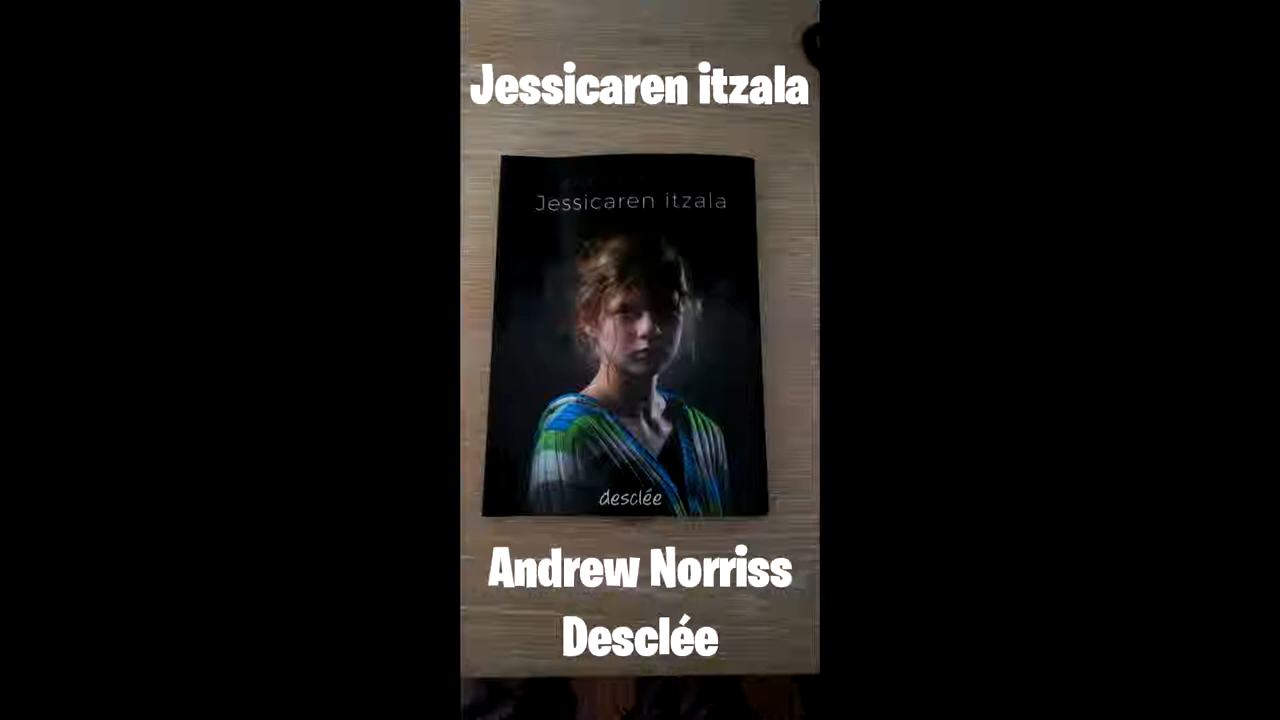 Jessicaren itzala
Jessicaren itzala
desclée
Andrew Norriss
Desclée